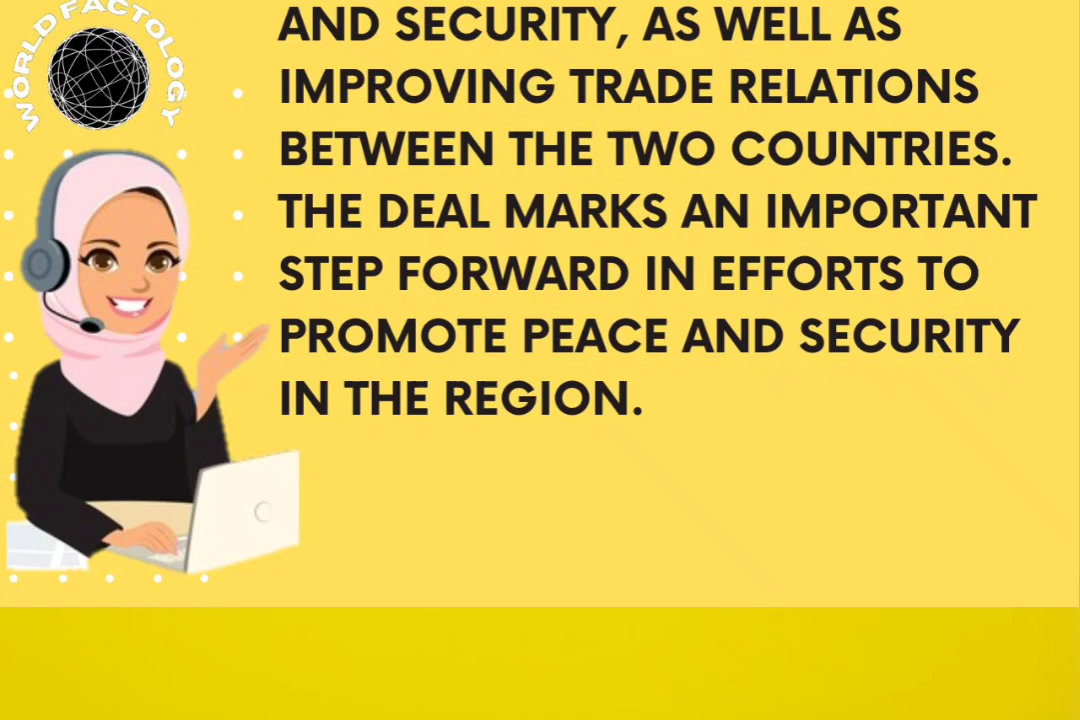 WORLD FACTOLOGY
AND SECURITY, AS WELL AS
IMPROVING TRADE RELATIONS
BETWEEN THE TWO COUNTRIES.
THE DEAL MARKS AN IMPORTANT
STEP FORWARD IN EFFORTS TO
PROMOTE PEACE AND SECURITY
IN THE REGION.